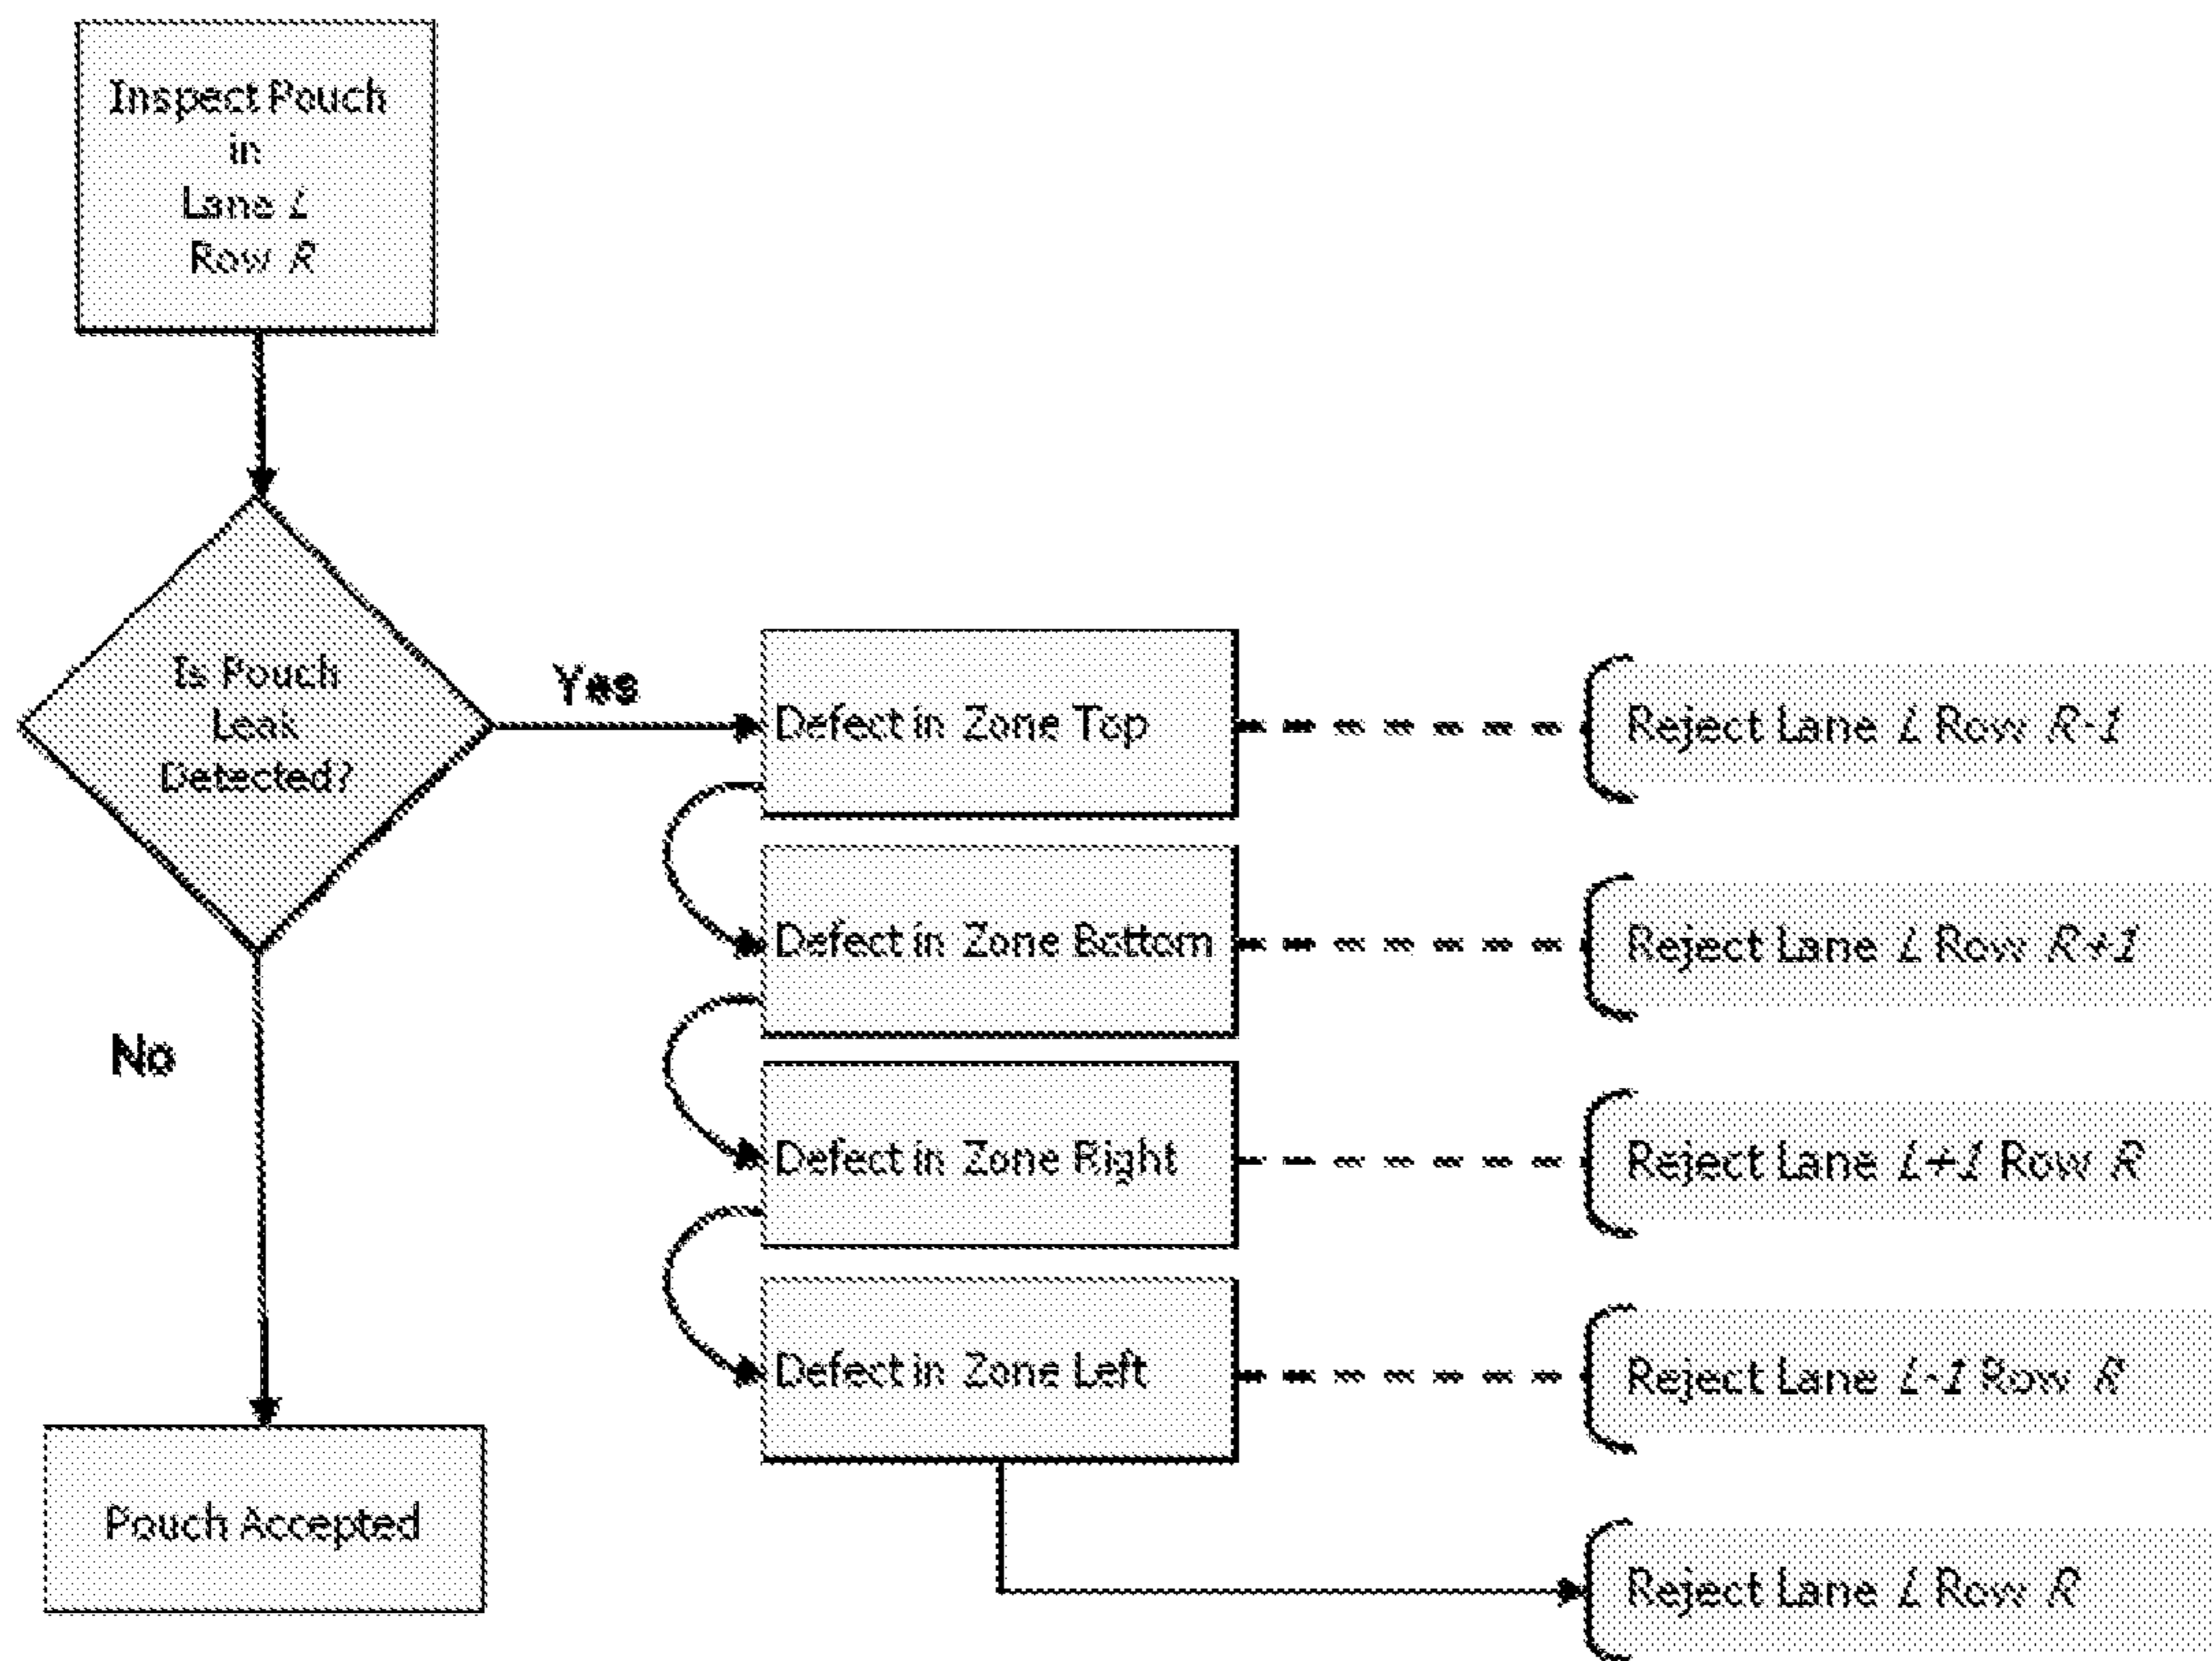 Inspect Pouch
in
Lane L
Row R
Is Pouch
Leak
Detected?
Yes
No
Pouch Accepted
Defect in Zone Top
Reject Lane L Row R-1
Defect in Zone Bottom
Reject Lane L Row R+1
Defect in Zone Right
Reject Lane L+1 Row R
Defect in Zone Left
Reject Lane L-1 Row R
Reject Lane L Row R